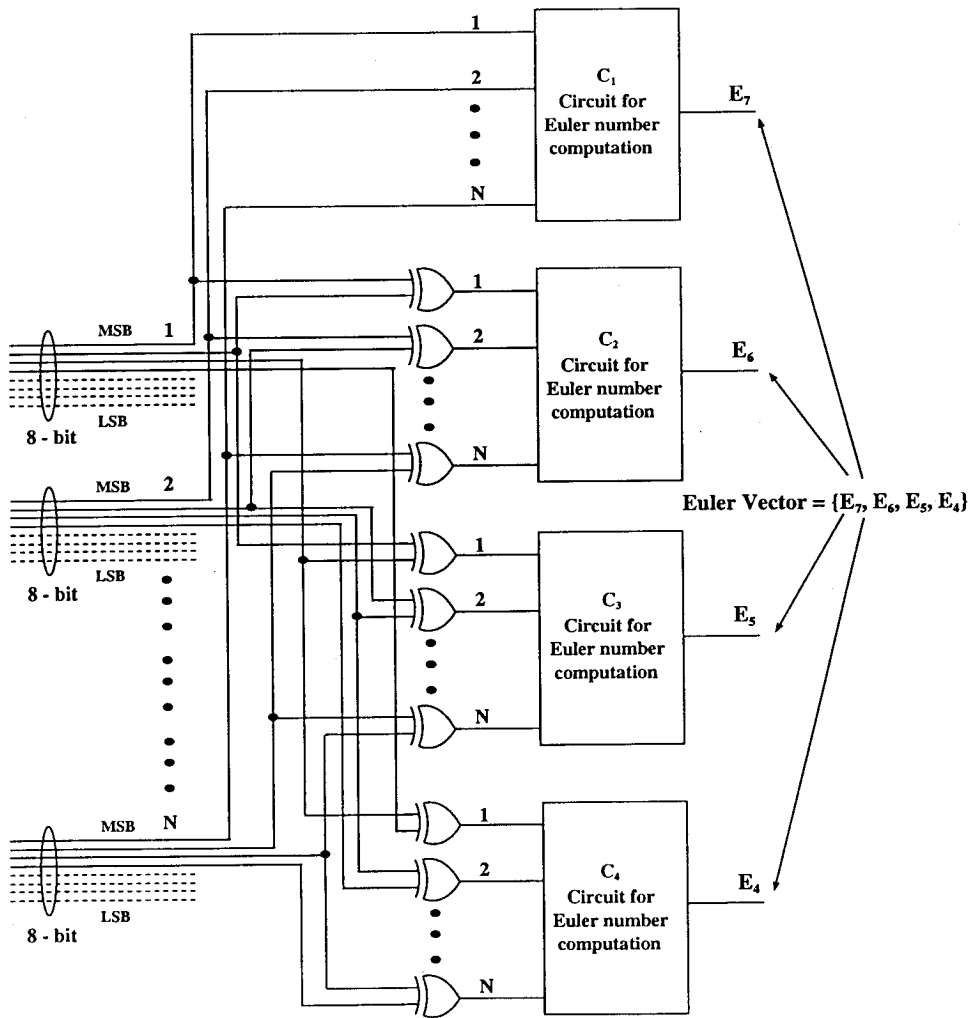 1
2
N
C₁
Circuit for
Euler number
computation
E₇
1
2
N
C₂
Circuit for
Euler number
computation
E₆
MSB 1
LSB
8 - bit
MSB 2
LSB
8 - bit
Euler Vector = {E₇, E₆, E₅, E₄}
1
2
N
C₃
Circuit for
Euler number
computation
E₅
MSB N
LSB
8 - bit
1
2
N
C₄
Circuit for
Euler number
computation
E₄